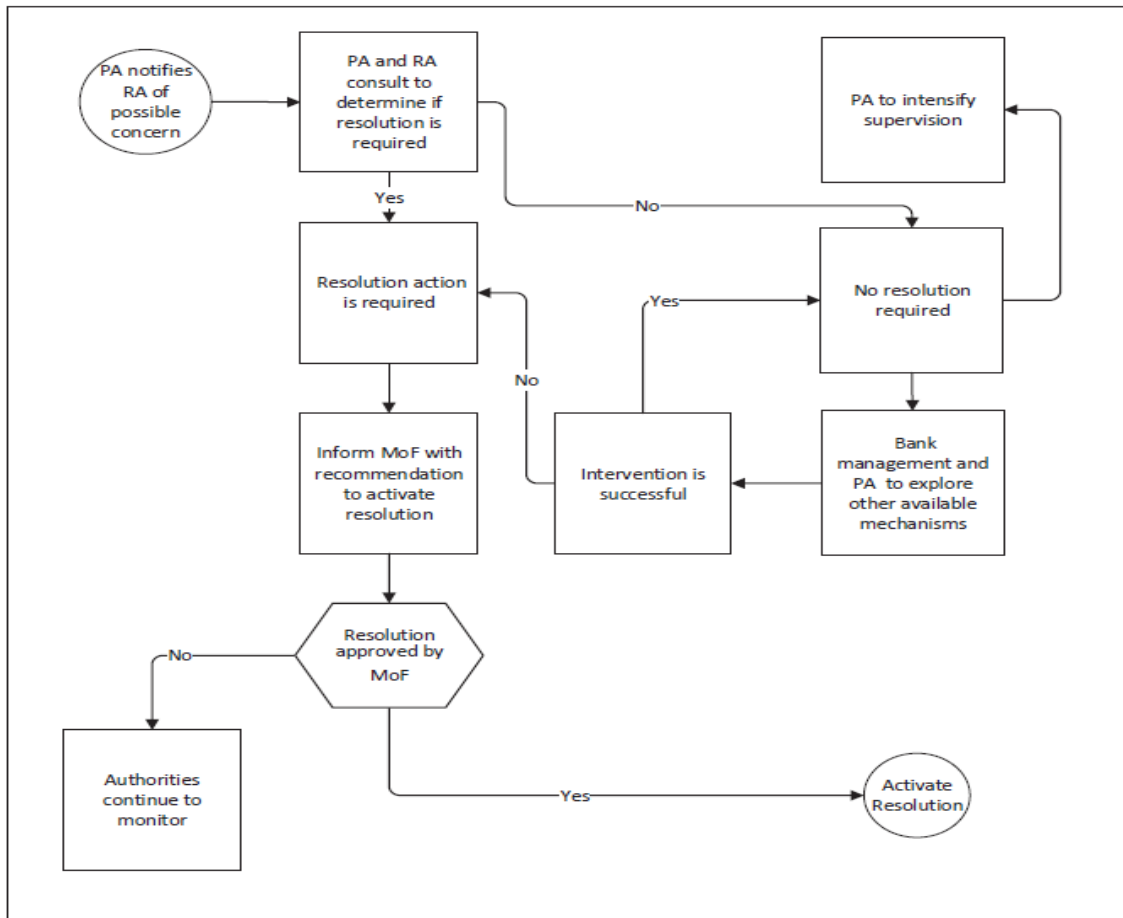 PA notifies
RA of
possible
concern
PA and RA
consult to
determine if
resolution is
required
PA to intensify
supervision
Yes
No
Resolution action
is required
Yes
No resolution
required
No
Inform MoF with
recommendation
to activate
resolution
Intervention is
successful
Bank
management and
PA to explore
other available
mechanisms
Resolution
approved by
MoF
No
Authorities
continue to
monitor
Yes
Activate
Resolution